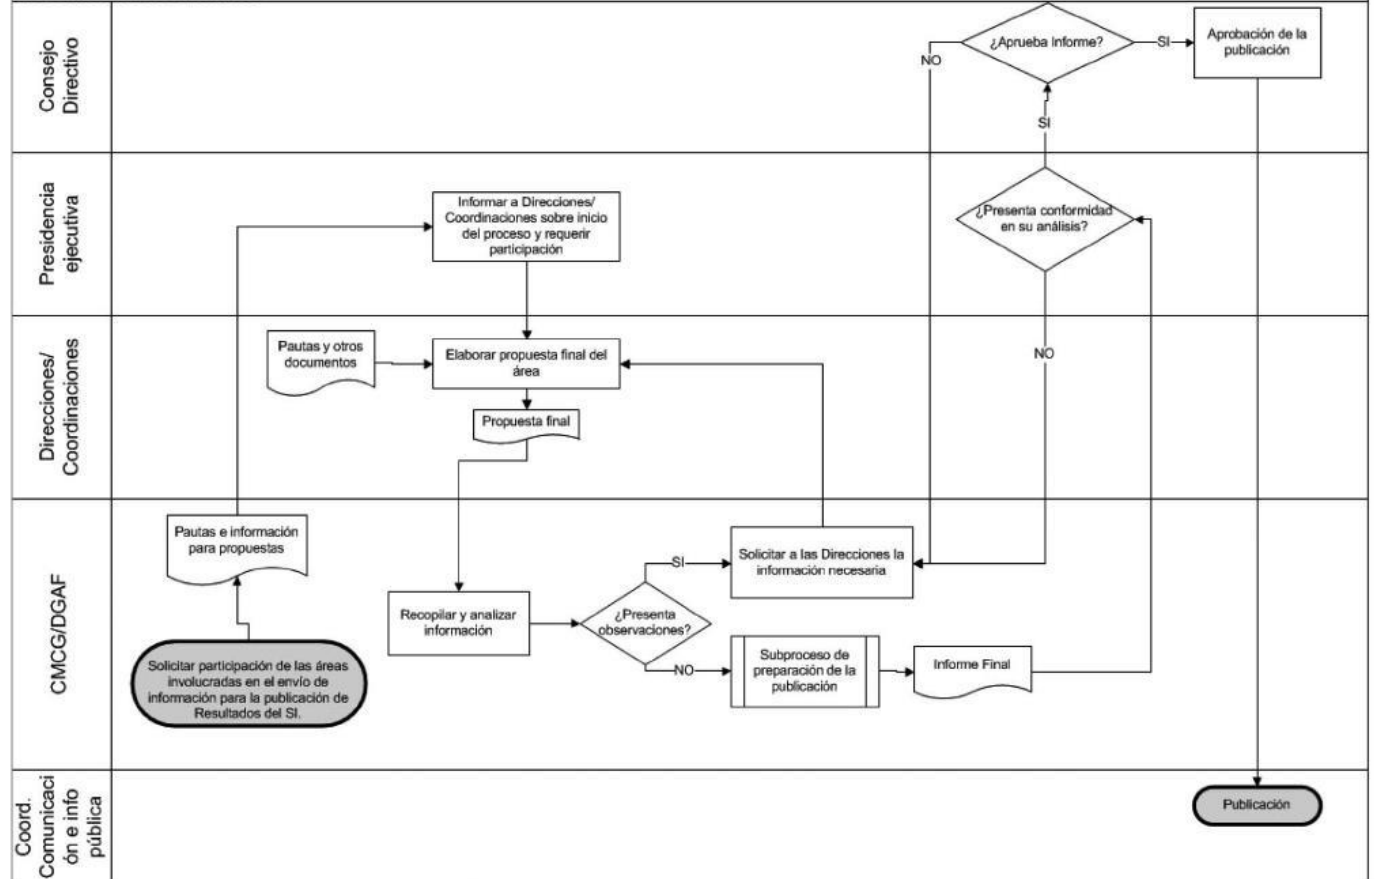 Consejo
Directivo
¿Aprueba Informe?
SI
Aprobación de la
publicación
NO
SI
Presidencia
ejecutiva
Informar a Direcciones/
Coordinaciones sobre inicio
del proceso y requerir
participación
¿Presenta conformidad
en su análisis?
Direcciones/
Coordinaciones
Pautas y otros
documentos
Elaborar propuesta final del
área
NO
Propuesta final
CMCG/DGAF
Pautas e información
para propuestas
SI
Solicitar a las Direcciones la
información necesaria
Recopilar y analizar
información
¿Presenta
observaciones?
Solicitar participación de las áreas
involucradas en el envío de
información para la publicación de
Resultados del SI.
NO
Subproceso de
preparación de la
publicación
Informe Final
Coord.
Comunicaci
ón e info
pública
Publicación